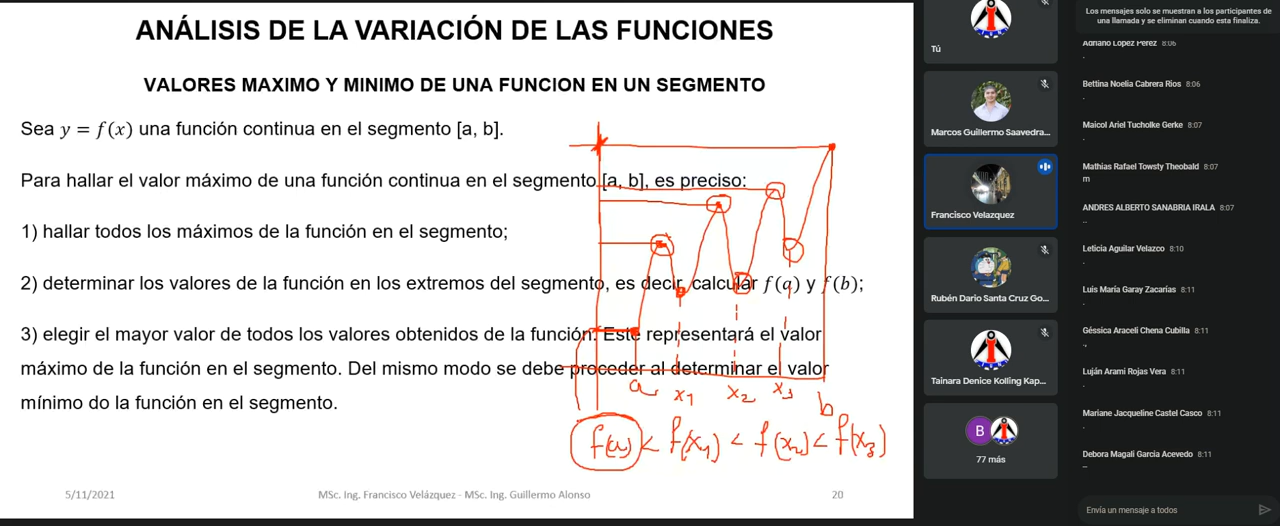 ANÁLISIS DE LA VARIACIÓN DE LAS FUNCIONES
VALORES MAXIMO Y MINIMO DE UNA FUNCION EN UN SEGMENTO
Sea y = f(x) una función continua en el segmento [a, b].
Para hallar el valor máximo de una función continua en el segmento [a, b], es preciso:
1) hallar todos los máximos de la función en el segmento;
2) determinar los valores de la función en los extremos del segmento, es decir, calcular f(a) y f(b);
3) elegir el mayor valor de todos los valores obtenidos de la función. Este representará el valor
máximo de la función en el segmento. Del mismo modo se debe proceder al determinar el valor
mínimo do la función en el segmento.
a x₁ x₂ x₃ b
f(a) < f(x₁) < f(x₂) < f(x₃)
5/11/2021 MSc. Ing. Francisco Velázquez - MSc. Ing. Guillermo Alonso 20
Tú
Marcos Guillermo Saavedra...
Francisco Velazquez
Rubén Dario Santa Cruz Go...
Tainara Denice Kolling Kap...
B
77 más
Los mensajes solo se muestran a los participantes de
una llamada y se eliminan cuando esta finaliza.
Adriano López Pérez 8:06
.
Bettina Noelia Cabrera Rios 8:06
.
Maicol Ariel Tucholke Gerke 8:07
.
Mathias Rafael Towsty Theobald 8:07
m
ANDRES ALBERTO SANABRIA IRALA 8:07
..
Leticia Aguilar Velazco 8:10
.
Luis María Garay Zacarías 8:11
.
Géssica Araceli Chena Cubilla 8:11
.,
Luján Arami Rojas Vera 8:11
.
Mariane Jacqueline Castel Casco 8:11
.
Debora Magali García Acevedo 8:11
..
Envía un mensaje a todos